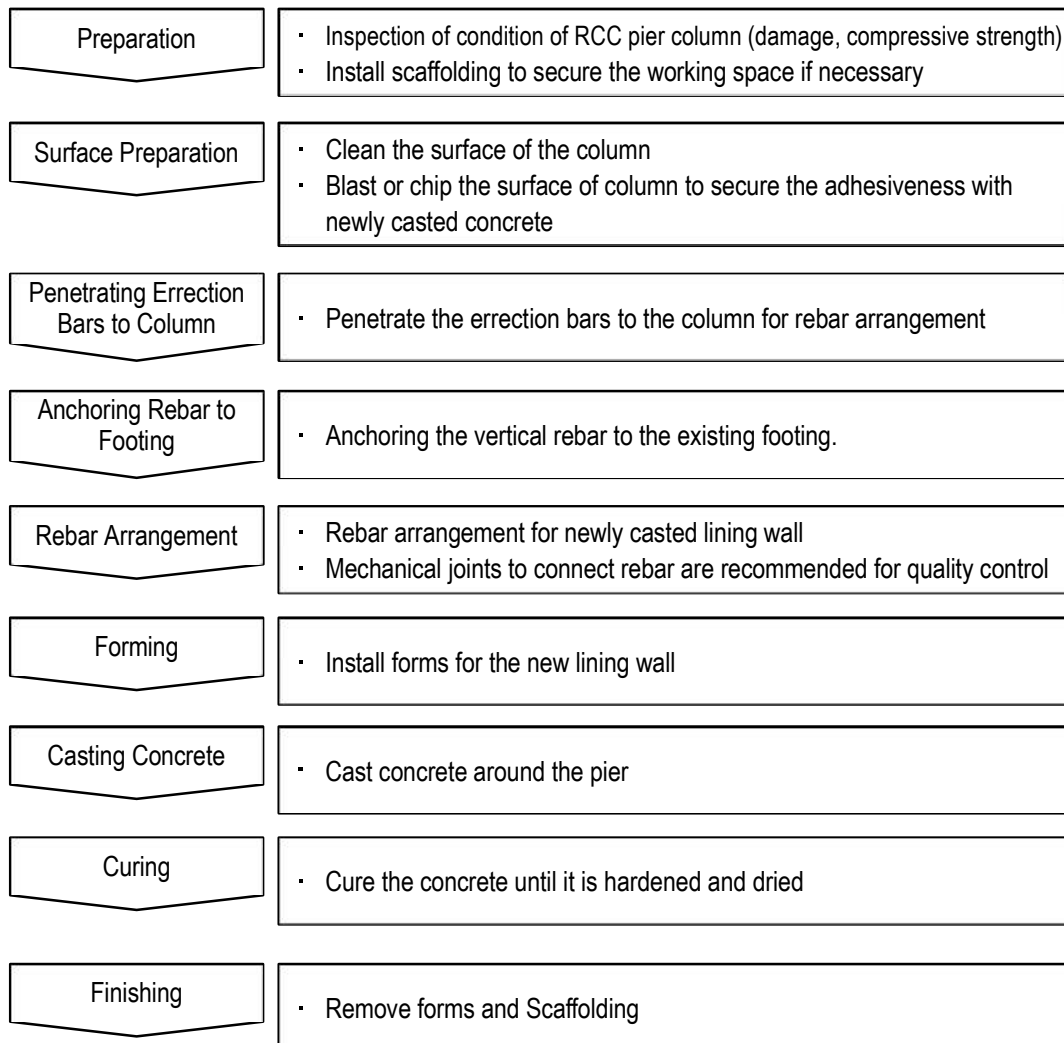 Preparation
· Inspection of condition of RCC pier column (damage, compressive strength)
· Install scaffolding to secure the working space if necessary
Surface Preparation
· Clean the surface of the column
· Blast or chip the surface of column to secure the adhesiveness with
newly casted concrete
Penetrating Errection
Bars to Column
· Penetrate the errection bars to the column for rebar arrangement
Anchoring Rebar to
Footing
· Anchoring the vertical rebar to the existing footing.
Rebar Arrangement
· Rebar arrangement for newly casted lining wall
· Mechanical joints to connect rebar are recommended for quality control
Forming
· Install forms for the new lining wall
Casting Concrete
· Cast concrete around the pier
Curing
· Cure the concrete until it is hardened and dried
Finishing
· Remove forms and Scaffolding